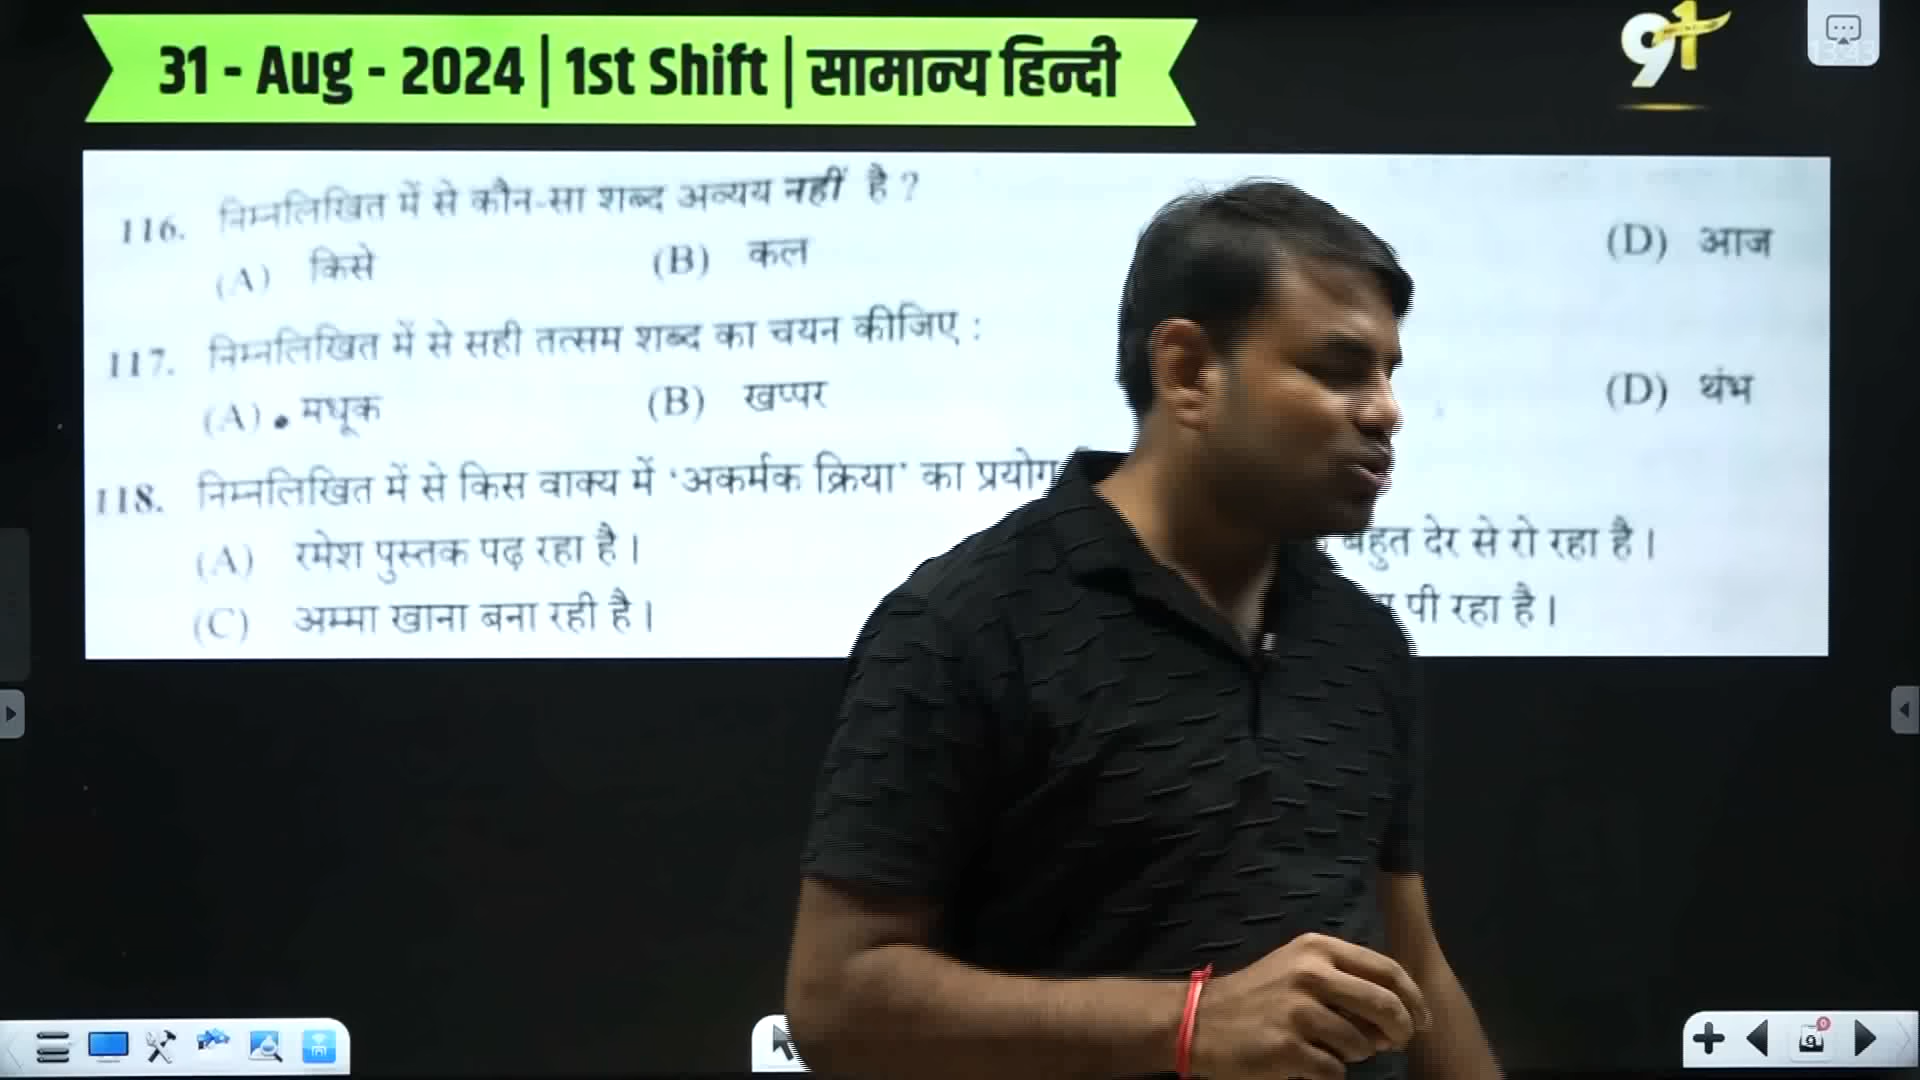 31 - Aug - 2024 | 1st Shift | सामान्य हिन्दी
91
116. निम्नलिखित में से कौन-सा शब्द अव्यय नहीं है ?
(A) किसे (B) कल (D) आज
117. निम्नलिखित में से सही तत्सम शब्द का चयन कीजिए :
(A) • मधूक (B) खप्पर (D) थंभ
118. निम्नलिखित में से किस वाक्य में 'अकर्मक क्रिया' का प्रयोग
(A) रमेश पुस्तक पढ़ रहा है । बहुत देर से रो रहा है ।
(C) अम्मा खाना बना रही है । पी रहा है ।